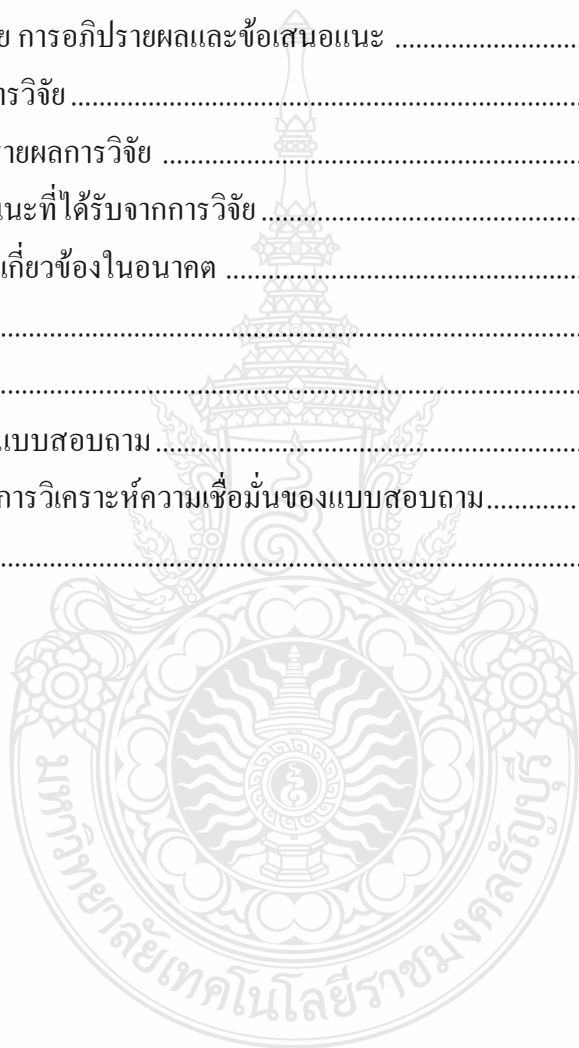 ย การอภิปรายผลและข้อเสนอแนะ ........................................
ารวิจัย ........................................................................................
รายผลการวิจัย ........................................................................
นะที่ได้รับจากการวิจัย ........................................................
เกี่ยวข้องในอนาคต ................................................................
................................................................................................
................................................................................................
แบบสอบถาม ........................................................................
การวิเคราะห์ความเชื่อมั่นของแบบสอบถาม ................
................................................................................................
มหาวิทยาลัยเทคโนโลยีราชมงคลธัญบุรี